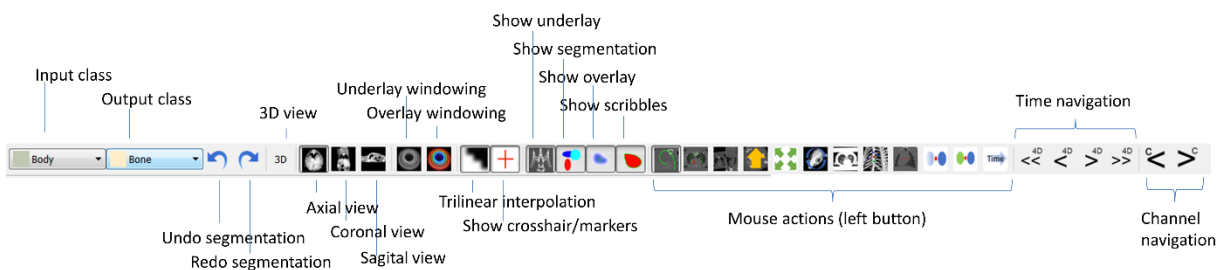 Show underlay
Show segmentation
Input class
Underlay windowing
Show overlay
Output class
3D view
Overlay windowing
Show scribbles
Time navigation
Body
Bone
3D
Time
4D
<<
4D
<
4D
>
4D
>>
C
<
C
>
Axial view
Trilinear interpolation
Mouse actions (left button)
Channel
navigation
Undo segmentation
Coronal view
Show crosshair/markers
Redo segmentation
Sagital view